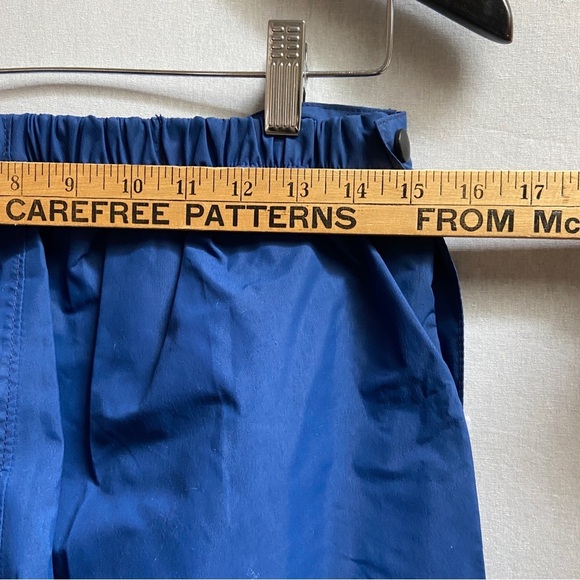 8 9 10 11 12 13 14 15 16 17
CAREFREE PATTERNS FROM Mc